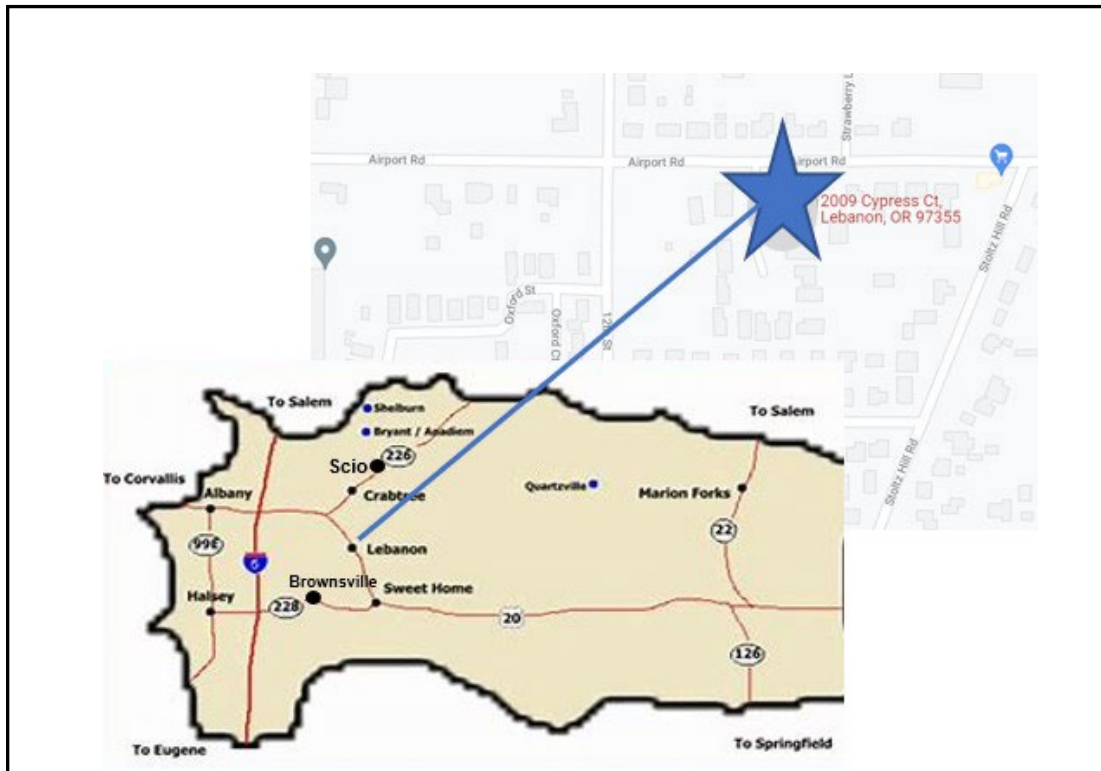 Strawberry L
Airport Rd
Airport Rd
Airport Rd
2009 Cypress Ct,
Lebanon, OR 97355
Stoltz Hill Rd
Oxford St
Oxford Ct
12th St
Stoltz Hill Rd
To Salem
Shelburn
To Salem
Bryant / Anadiem
Scio
226
To Corvallis
Albany
Crabtree
Quartzville
Marion Forks
22
99E
Lebanon
Brownsville
Halsey
Sweet Home
228
20
126
To Eugene
To Springfield